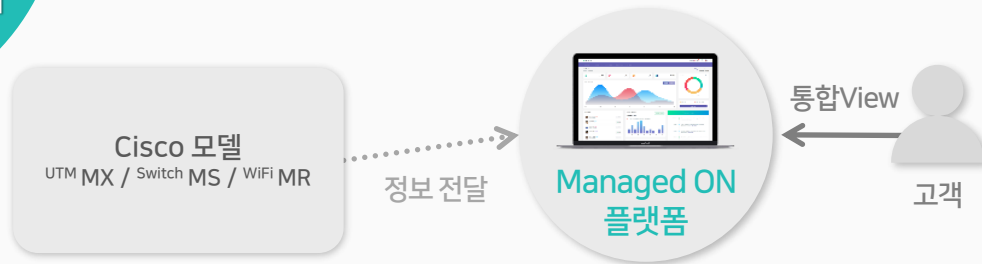 Cisco 모델
UTM MX / Switch MS / WiFi MR
정보 전달
Managed ON
플랫폼
통합View
고객